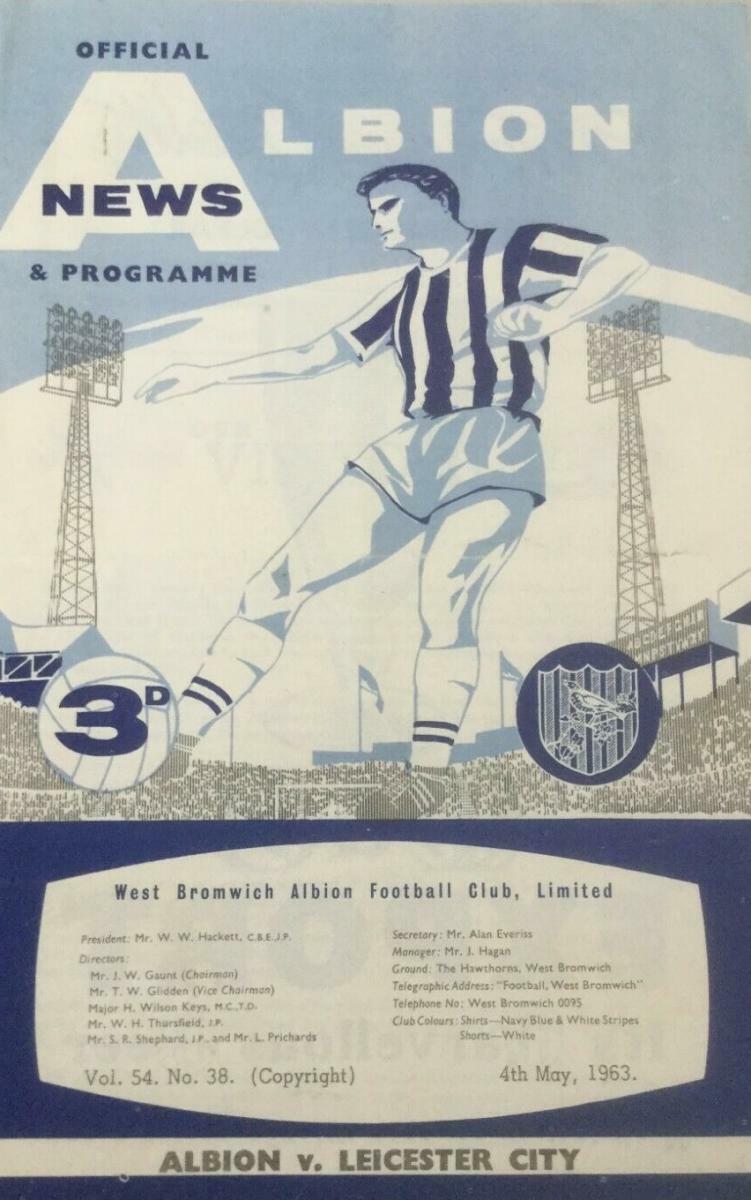 OFFICIAL
ALBION
NEWS
& PROGRAMME
3D
West Bromwich Albion Football Club, Limited
President: Mr. W. W. Hackett, C.B.E.,J.P.
Directors:
Mr. J. W. Gaunt (Chairman)
Mr. T. W. Glidden (Vice Chairman)
Major H. Wilson Keys, M.C.,T.D.
Mr. W. H. Thursfield, J.P.
Mr. S. R. Shephard, J.P., and Mr. L. Prichards
Secretary: Mr. Alan Everiss
Manager: Mr. J. Hagan
Ground: The Hawthorns, West Bromwich
Telegraphic Address: "Football, West Bromwich"
Telephone No: West Bromwich 0095
Club Colours: Shirts—Navy Blue & White Stripes
Shorts—White
Vol. 54. No. 38. (Copyright)
4th May, 1963.
ALBION v. LEICESTER CITY